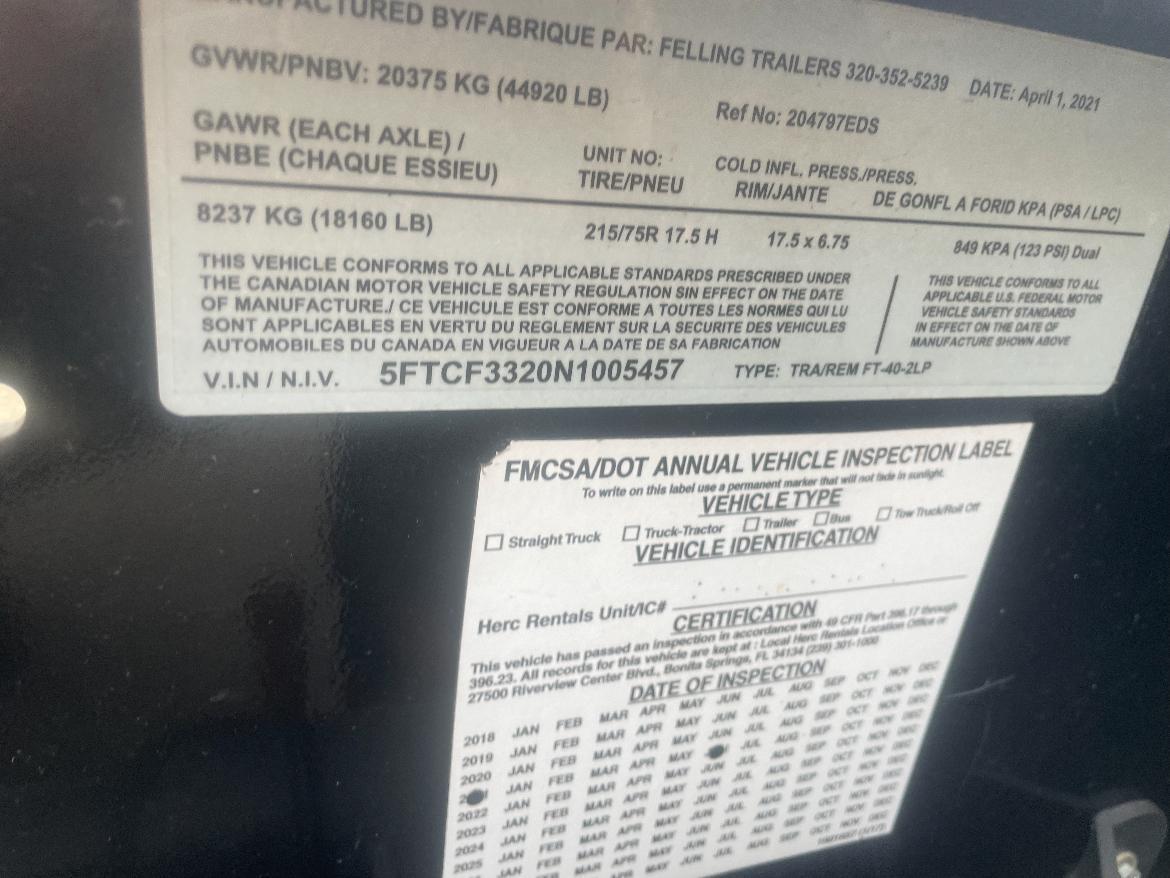 MANUFACTURED BY/FABRIQUE PAR: FELLING TRAILERS 320-352-5239 DATE: April 1, 2021
GVWR/PNBV: 20375 KG (44920 LB)
Ref No: 204797EDS
GAWR (EACH AXLE) /
PNBE (CHAQUE ESSIEU)
UNIT NO:
TIRE/PNEU
RIM/JANTE
COLD INFL. PRESS./PRESS.
DE GONFL A FORID KPA (PSA / LPC)
8237 KG (18160 LB) 215/75R 17.5 H 17.5 x 6.75 849 KPA (123 PSI) Dual
THIS VEHICLE CONFORMS TO ALL APPLICABLE STANDARDS PRESCRIBED UNDER
THE CANADIAN MOTOR VEHICLE SAFETY REGULATION SIN EFFECT ON THE DATE
OF MANUFACTURE./ CE VEHICULE EST CONFORME A TOUTES LES NORMES QUI LU
SONT APPLICABLES EN VERTU DU REGLEMENT SUR LA SECURITE DES VEHICULES
AUTOMOBILES DU CANADA EN VIGUEUR A LA DATE DE SA FABRICATION
THIS VEHICLE CONFORMS TO ALL
APPLICABLE U.S. FEDERAL MOTOR
VEHICLE SAFETY STANDARDS
IN EFFECT ON THE DATE OF
MANUFACTURE SHOWN ABOVE
V.I.N / N.I.V. 5FTCF3320N1005457 TYPE: TRA/REM FT-40-2LP
FMCSA/DOT ANNUAL VEHICLE INSPECTION LABEL
To write on this label use a permanent marker that will not fade in sunlight.
VEHICLE TYPE
Straight Truck Truck-Tractor Trailer Bus Tow Truck/Roll Off
VEHICLE IDENTIFICATION
Herc Rentals Unit/IC#
CERTIFICATION
This vehicle has passed an inspection in accordance with 49 CFR Part 396.17 through
396.23. All records for this vehicle are kept at : Local Herc Rentals Location Office or
27500 Riverview Center Blvd., Bonita Springs, FL 34134 (239) 301-1000
DATE OF INSPECTION
2018 JAN FEB MAR APR MAY JUN JUL AUG SEP OCT NOV DEC
2019 JAN FEB MAR APR MAY JUN JUL AUG SEP OCT NOV DEC
2020 JAN FEB MAR APR MAY JUN JUL AUG SEP OCT NOV DEC
JAN FEB MAR APR MAY JUL AUG SEP OCT NOV DEC
2022 JAN FEB MAR APR MAY JUN JUL AUG SEP OCT NOV DEC
2023 JAN FEB MAR APR MAY JUN JUL AUG SEP OCT NOV DEC
2024 JAN FEB MAR APR MAY JUN JUL AUG SEP OCT NOV DEC
2025 JAN FEB MAR APR MAY JUN JUL AUG SEP OCT NOV DEC